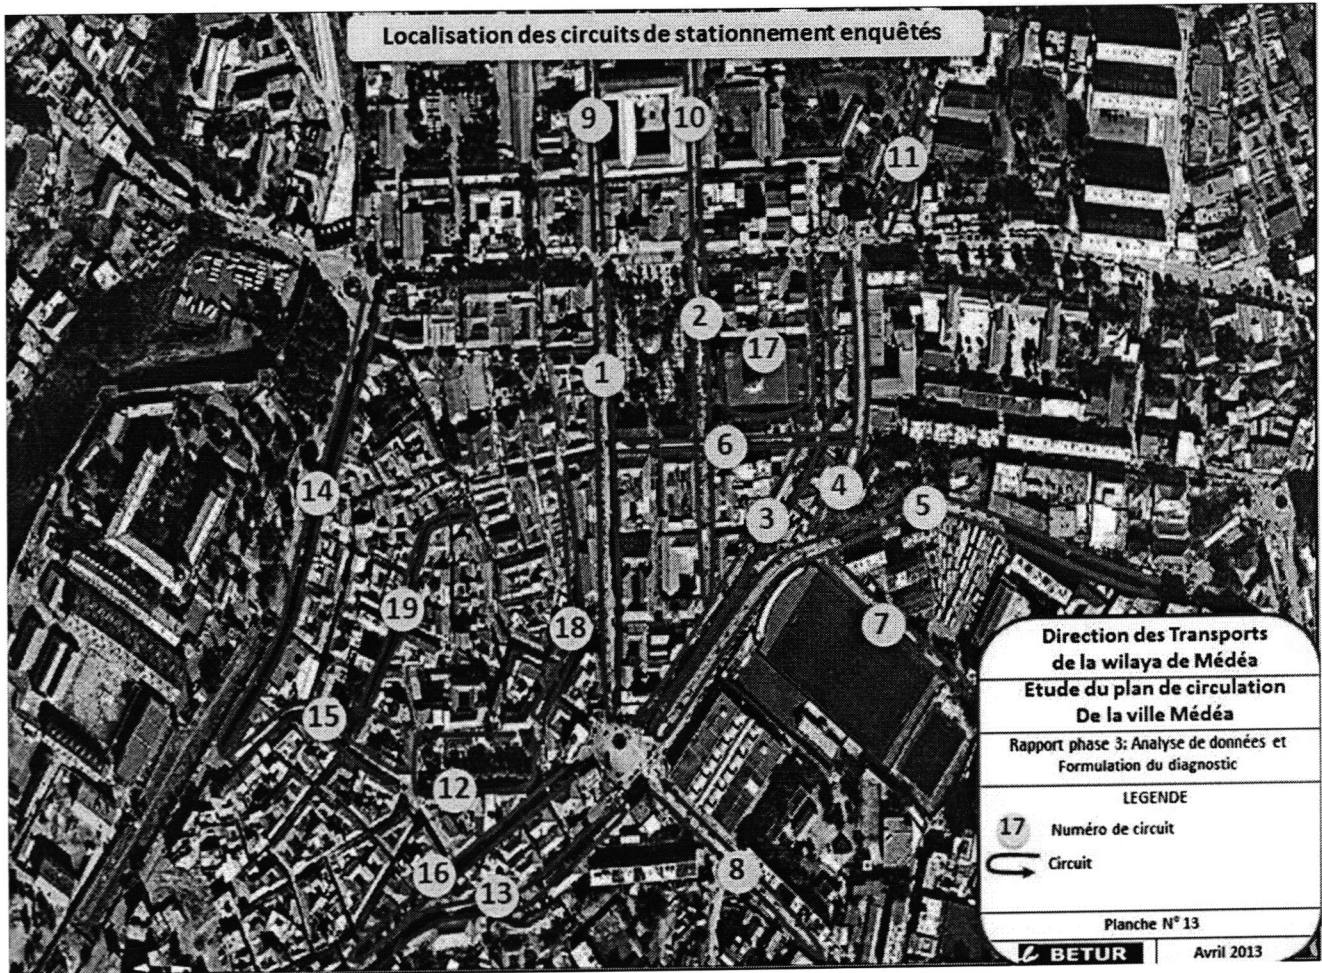 Localisation des circuits de stationnement enquêtés
9
10
11
2
17
1
6
14
4
5
3
19
18
7
15
12
16
13
8
Direction des Transports
de la wilaya de Médéa
Etude du plan de circulation
De la ville Médéa
Rapport phase 3: Analyse de données et
Formulation du diagnostic
LEGENDE
17 Numéro de circuit
Circuit
Planche N° 13
BETUR
Avril 2013